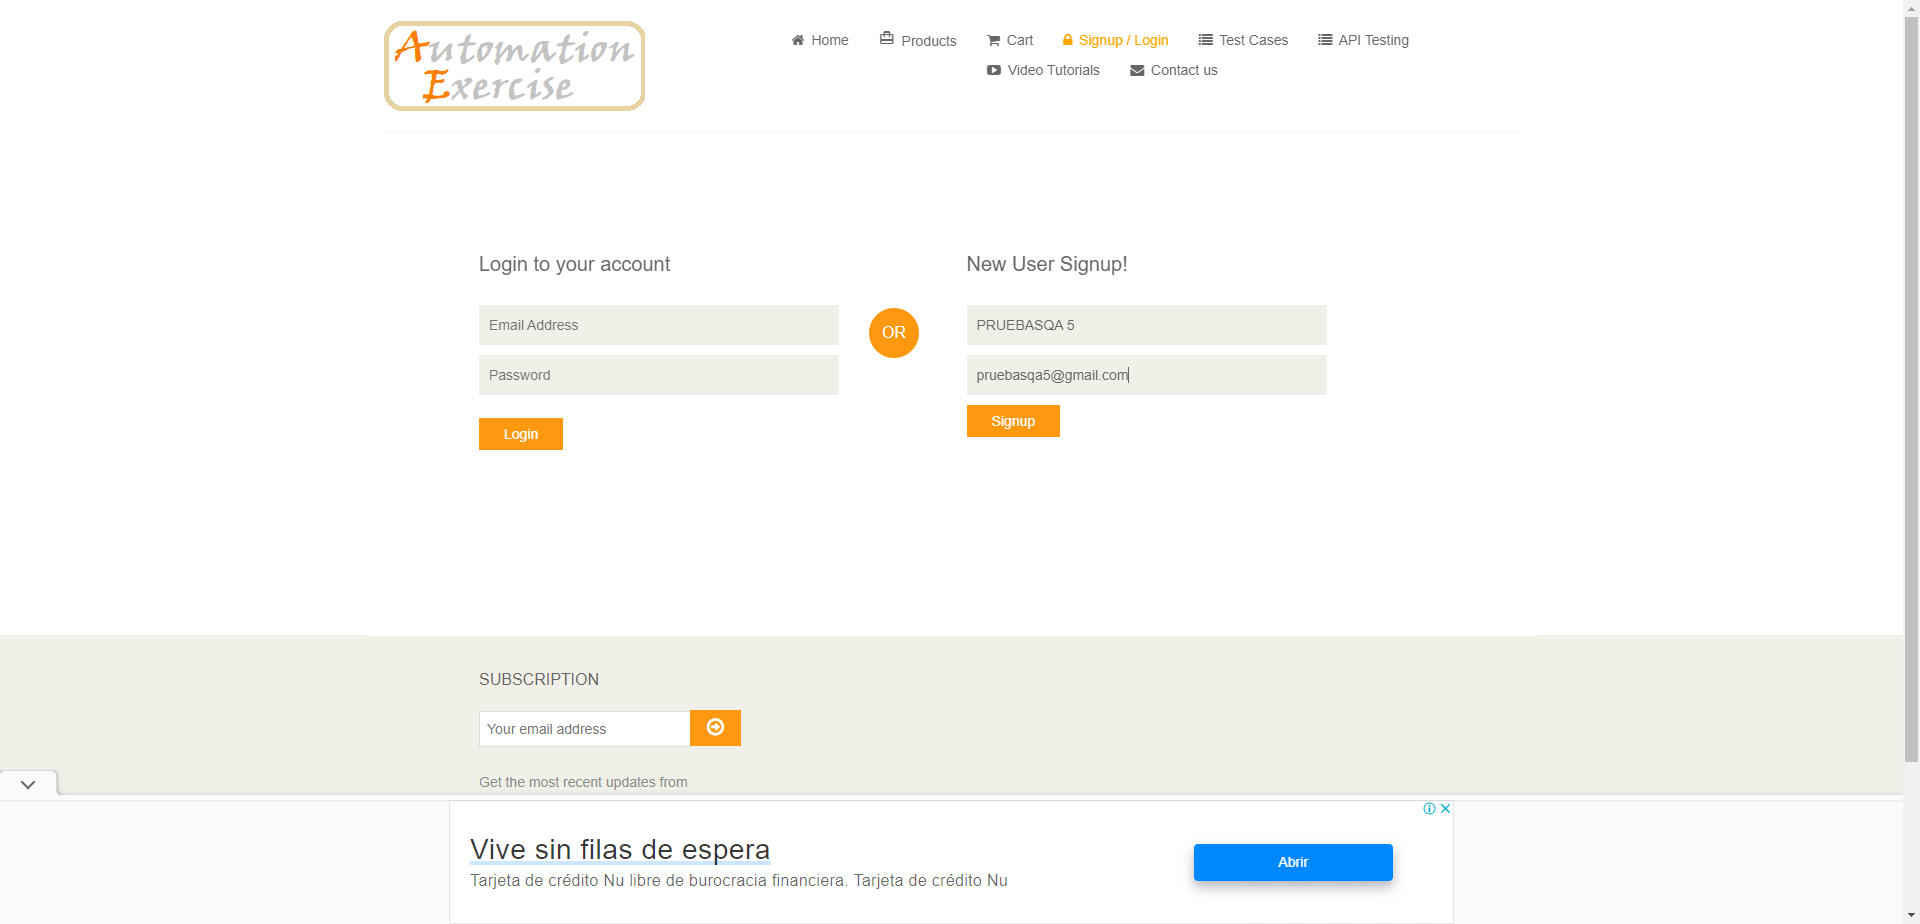 Automation
Exercise
Home
Products
Cart
Signup / Login
Test Cases
API Testing
Video Tutorials
Contact us
Login to your account
Email Address
Password
Login
OR
New User Signup!
PRUEBASQA 5
pruebasqa5@gmail.com
Signup
SUBSCRIPTION
Your email address
Get the most recent updates from
Vive sin filas de espera
Tarjeta de crédito Nu libre de burocracia financiera. Tarjeta de crédito Nu
Abrir